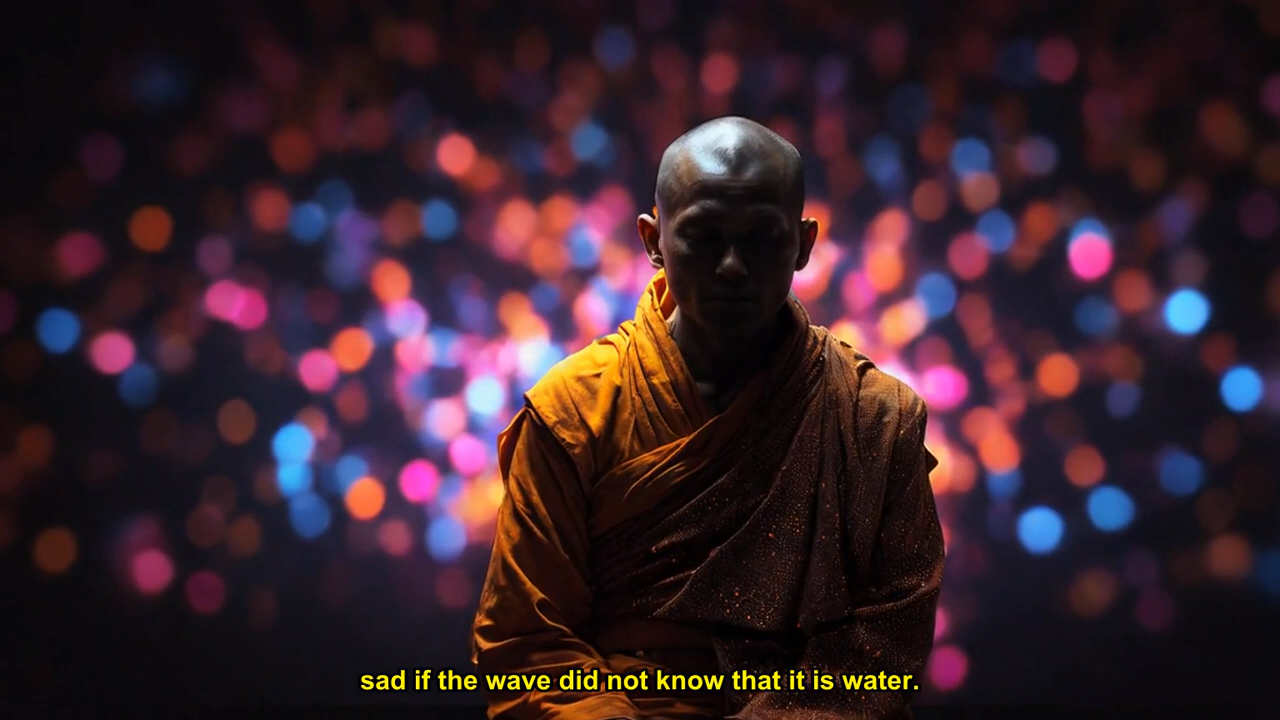 sad if the wave did not know that it is water.